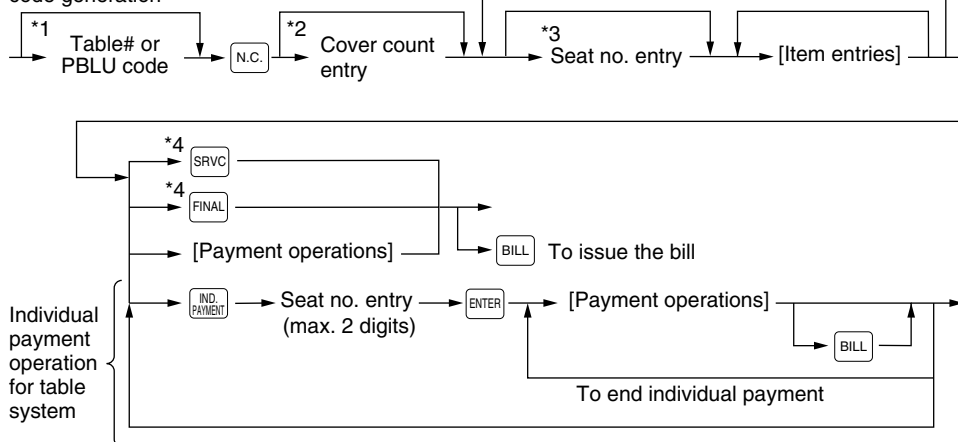 code generation
*1
Table# or
PBLU code
N.C.
*2
Cover count
entry
*3
Seat no. entry
[Item entries]
*4
SRVC
*4
FINAL
[Payment operations]
BILL
To issue the bill
Individual
payment
operation
for table
system
IND.
PAYMENT
Seat no. entry
(max. 2 digits)
ENTER
[Payment operations]
BILL
To end individual payment